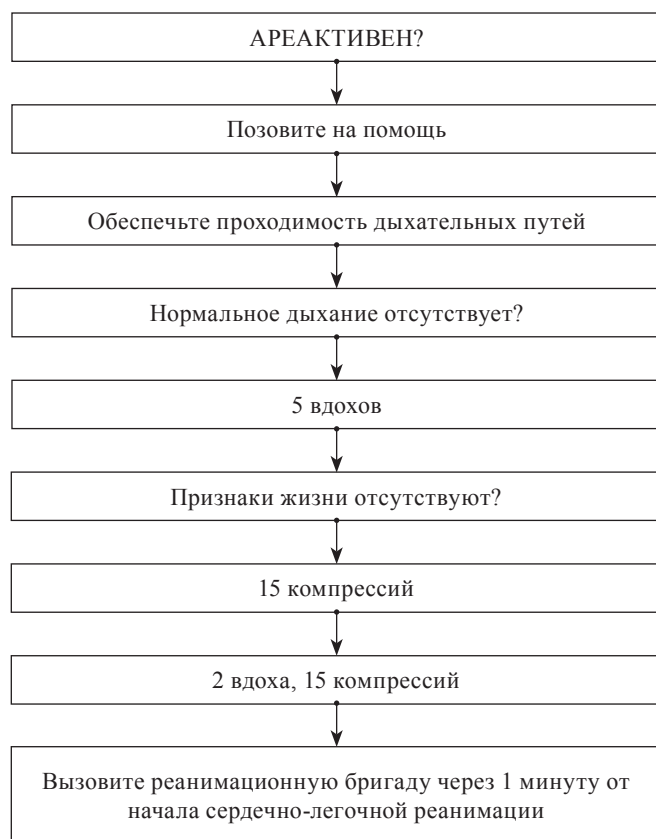 АРЕАКТИВЕН?
Позовите на помощь
Обеспечьте проходимость дыхательных путей
Нормальное дыхание отсутствует?
5 вдохов
Признаки жизни отсутствуют?
15 компрессий
2 вдоха, 15 компрессий
Вызовите реанимационную бригаду через 1 минуту от
начала сердечно-легочной реанимации